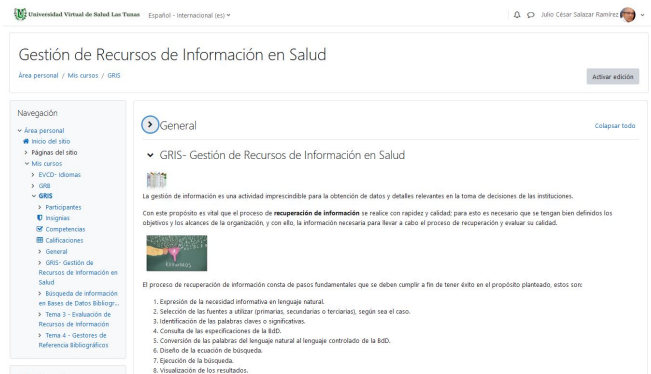 Universidad Virtual de Salud Las Tunas Español - Internacional (es) Julio César Salazar Ramírez
Gestión de Recursos de Información en Salud
Área personal / Mis cursos / GRIS
Activar edición
Navegación
Área personal
Inicio del sitio
Páginas del sitio
Mis cursos
EVCD- Idiomas
GRB
GRIS
Participantes
Insignias
Competencias
Calificaciones
General
GRIS- Gestión de
Recursos de Información en
Salud
Búsqueda de información
en Bases de Datos Bibliogr...
Tema 3 - Evaluación de
Recursos de Información
Tema 4 - Gestores de
Referencia Bibliográficos
General
Colapsar todo
GRIS- Gestión de Recursos de Información en Salud
La gestión de información es una actividad imprescindible para la obtención de datos y detalles relevantes en la toma de decisiones de las instituciones.
Con este propósito es vital que el proceso de recuperación de información se realice con rapidez y calidad; para esto es necesario que se tengan bien definidos los
objetivos y los alcances de la organización, y con ello, la información necesaria para llevar a cabo el proceso de recuperación y evaluar su calidad.
El proceso de recuperación de información consta de pasos fundamentales que se deben cumplir a fin de tener éxito en el propósito planteado, estos son:
1. Expresión de la necesidad informativa en lenguaje natural.
2. Selección de las fuentes a utilizar (primarias, secundarias o terciarias), según sea el caso.
3. Identificación de las palabras claves o significativas.
4. Consulta de las especificaciones de la BdD.
5. Conversión de las palabras del lenguaje natural al lenguaje controlado de la BdD.
6. Diseño de la ecuación de búsqueda.
7. Ejecución de la búsqueda.
8. Visualización de los resultados.